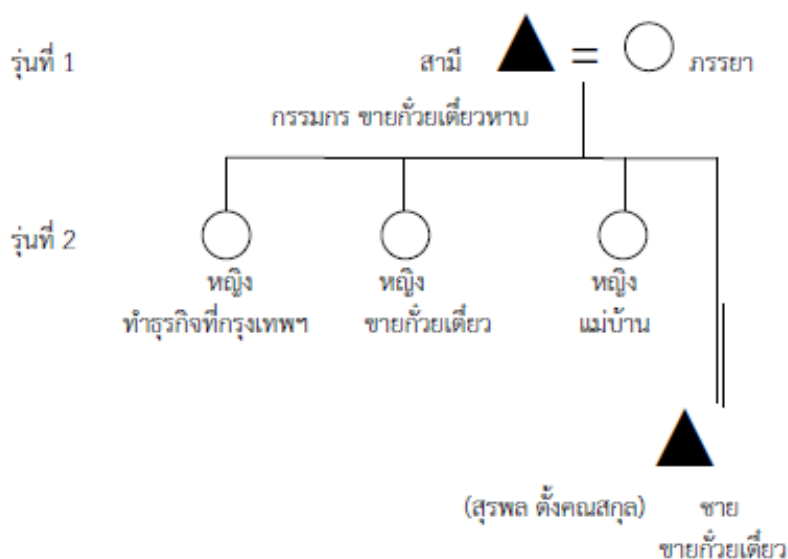 รุ่นที่ 1 สามี = ภรรยา
กรรมกร ขายก๋วยเตี๋ยวหาบ
รุ่นที่ 2
หญิง หญิง หญิง
ทำธุรกิจที่กรุงเทพฯ ขายก๋วยเตี๋ยว แม่บ้าน
(สุรพล ตั้งคณสกุล) ชาย
ขายก๋วยเตี๋ยว